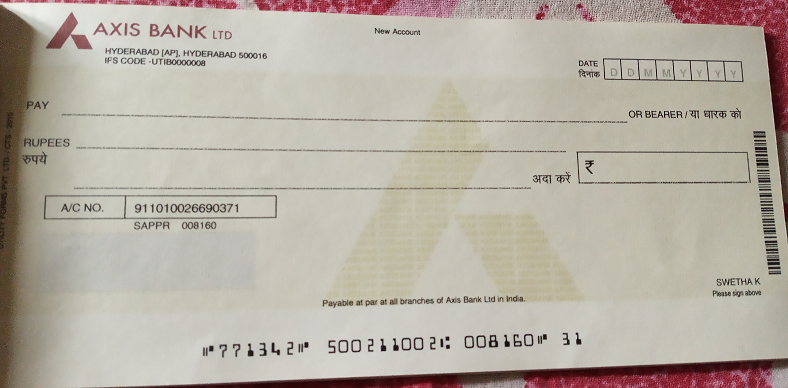 AXIS BANK LTD
New Account
HYDERABAD [AP], HYDERABAD 500016
IFS CODE -UTIB0000008
DATE
दिनांक D D M M Y Y Y Y
PAY OR BEARER / या धारक को
RUPEES
रुपये अदा करें ₹
A/C NO. 911010026690371
SAPPR 008160
SWETHA K
Please sign above
Payable at par at all branches of Axis Bank Ltd in India.
⑈771342⑈ 500211002⑆ 008160⑈ 31